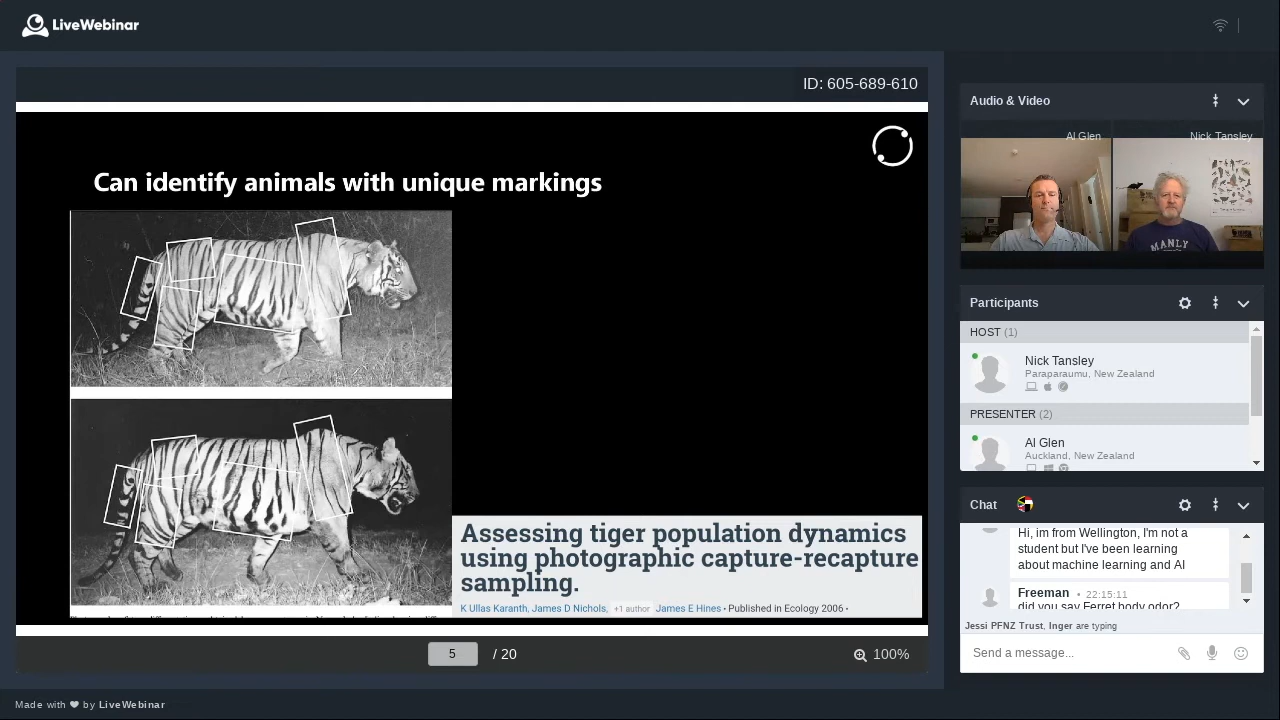 LiveWebinar
ID: 605-689-610
Can identify animals with unique markings
Assessing tiger population dynamics
using photographic capture-recapture
sampling.
K Ullas Karanth, James D Nichols, +1 author James E Hines • Published in Ecology 2006 •
5 / 20
100%
Audio & Video
Al Glen
Nick Tansley
MANLY
Participants
HOST (1)
Nick Tansley
Paraparaumu, New Zealand
PRESENTER (2)
Al Glen
Auckland, New Zealand
Chat
Hi, im from Wellington, I'm not a
student but I've been learning
about machine learning and AI
Freeman • 22:15:11
did you say Ferret body odor?
Jessi PFNZ Trust, Inger are typing
Send a message...
Made with ❤ by LiveWebinar